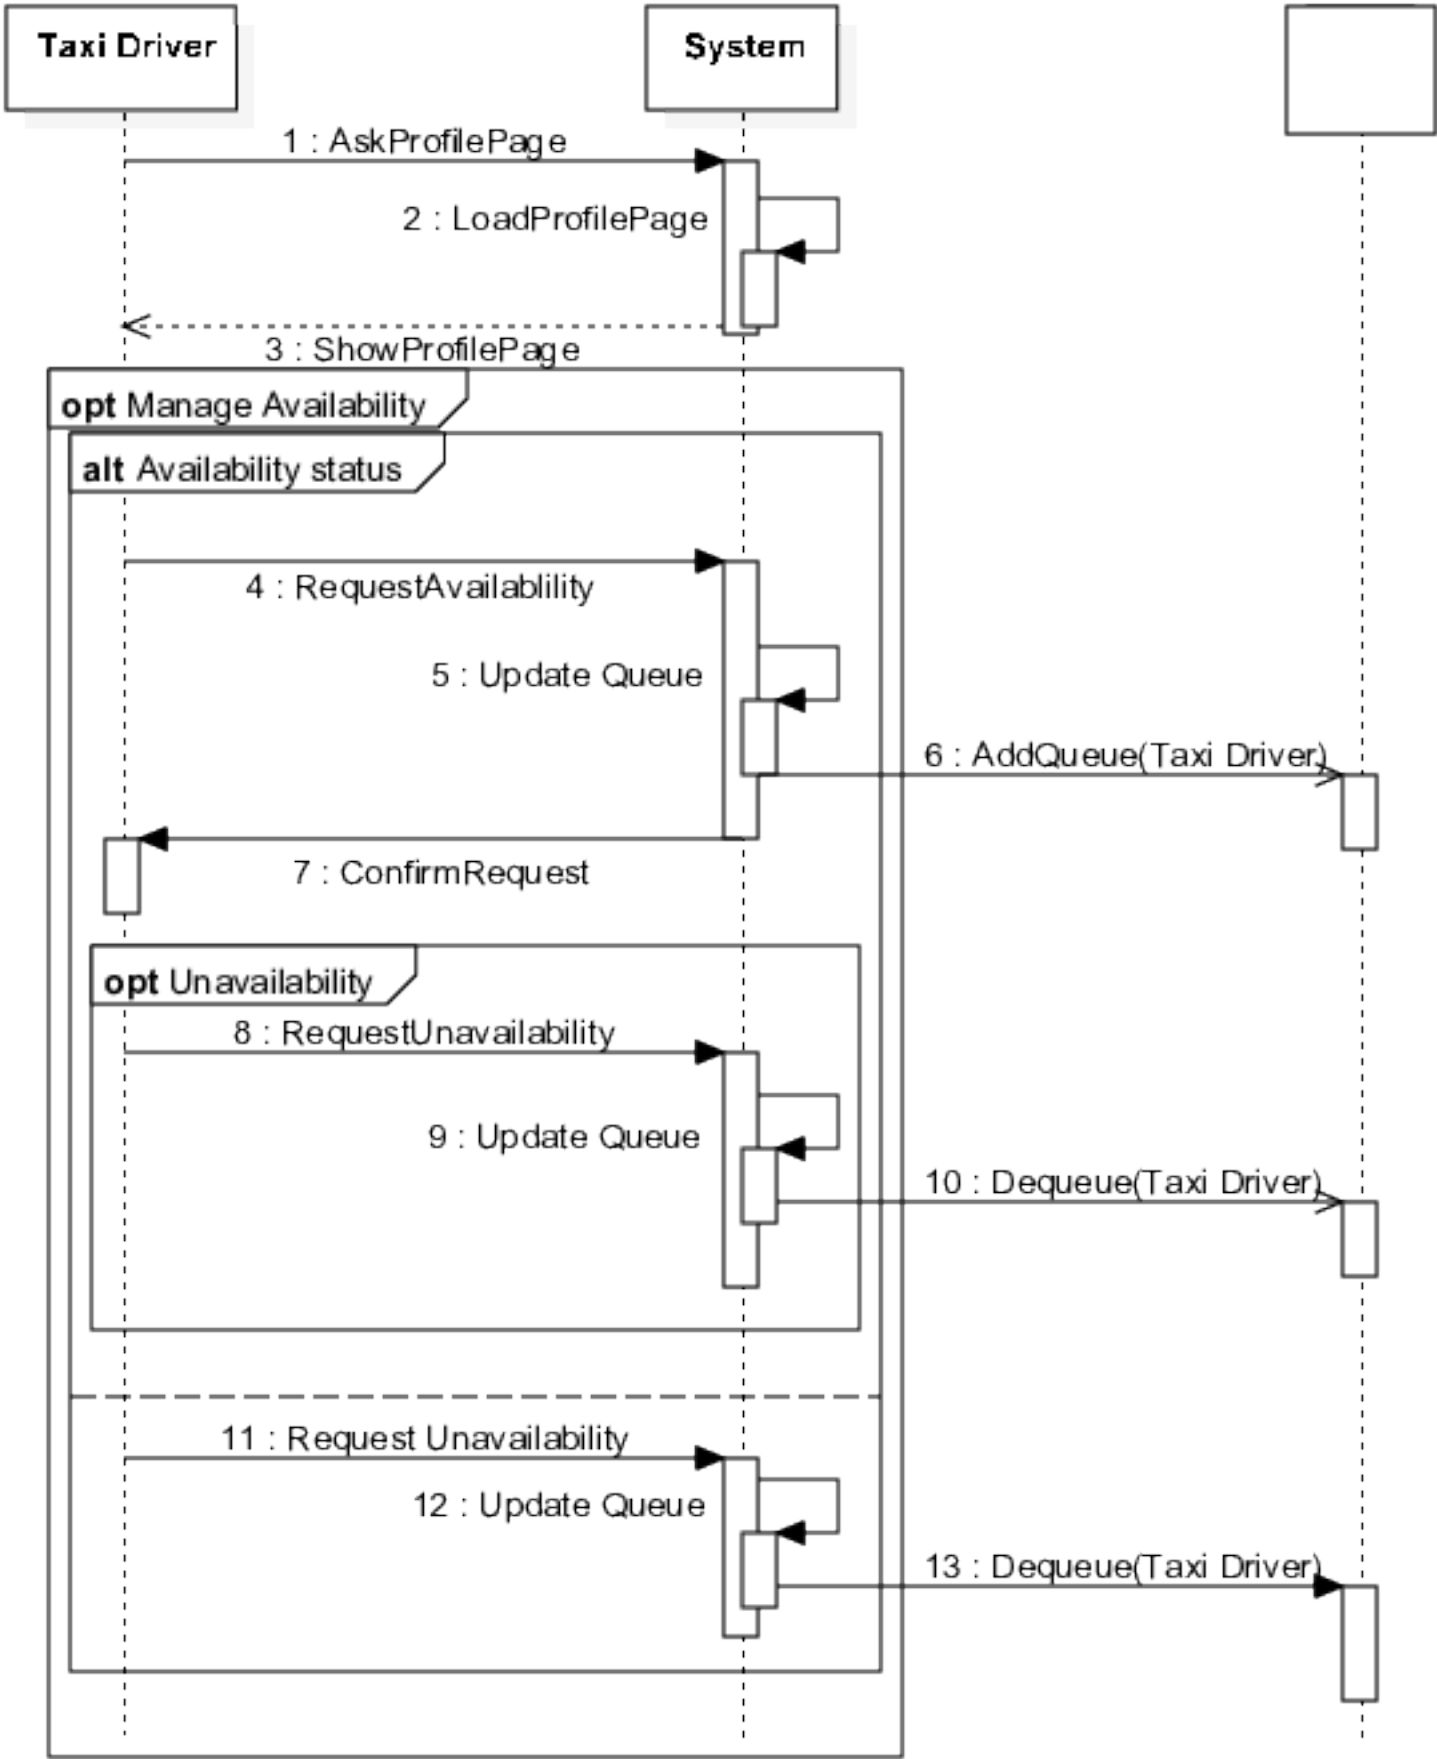 Taxi Driver
System
1 : AskProfilePage
2 : LoadProfilePage
3 : ShowProfilePage
opt Manage Availability
alt Availability status
4 : RequestAvailablility
5 : Update Queue
6 : AddQueue(Taxi Driver)
7 : ConfirmRequest
opt Unavailability
8 : RequestUnavailability
9 : Update Queue
10 : Dequeue(Taxi Driver)
11 : Request Unavailability
12 : Update Queue
13 : Dequeue(Taxi Driver)